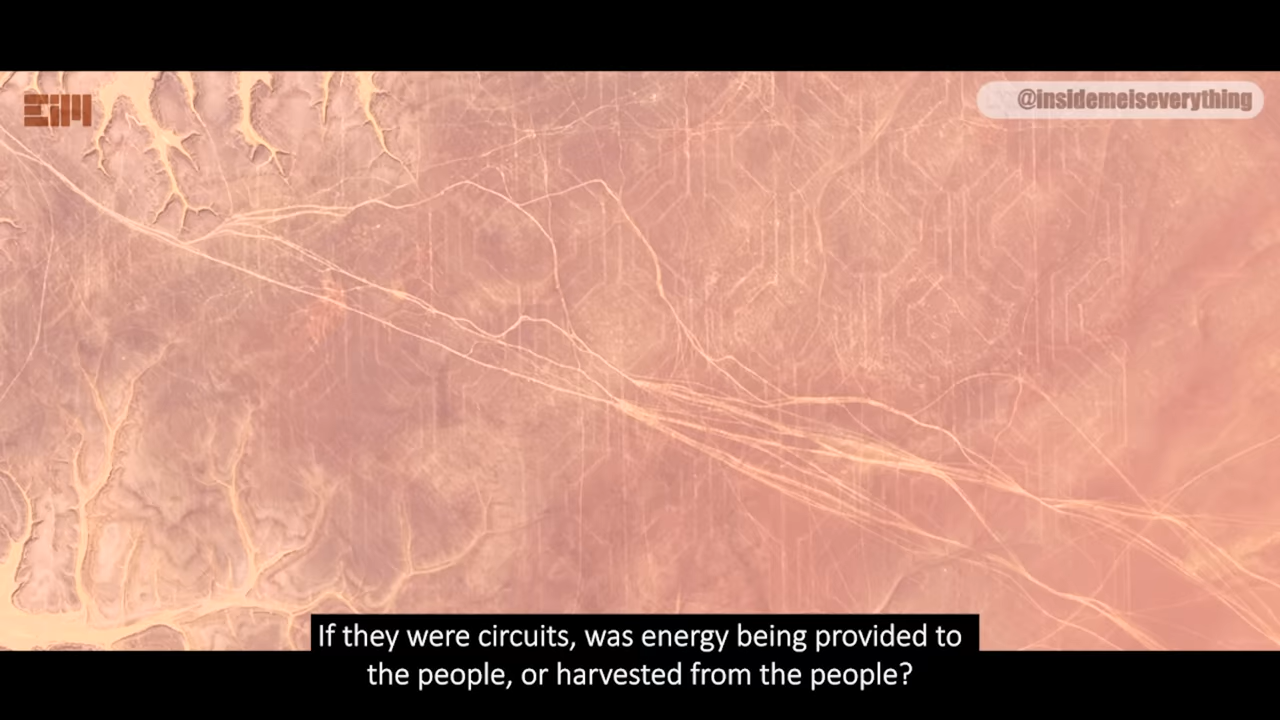 @insidemeiseverything
If they were circuits, was energy being provided to
the people, or harvested from the people?